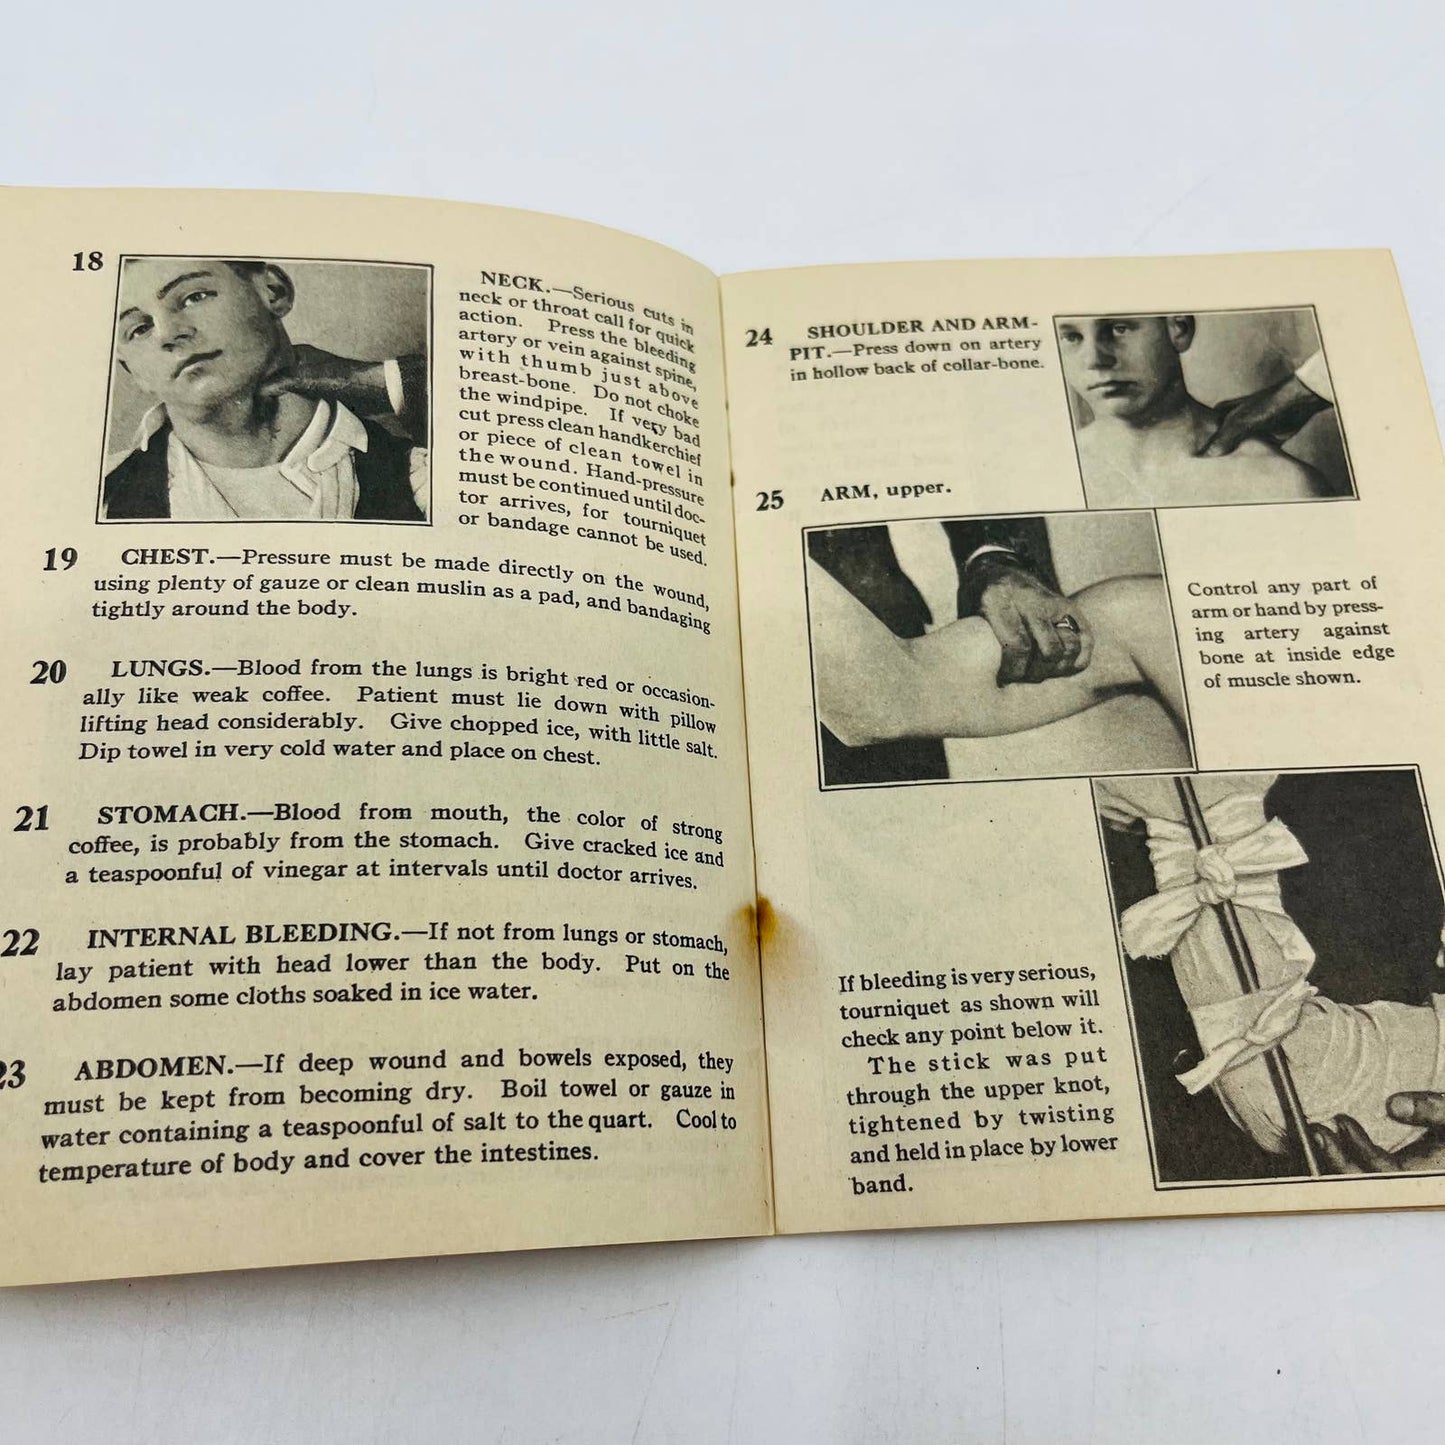 18
NECK.—Serious cuts in
neck or throat call for quick
action. Press the bleeding
artery or vein against spine,
with thumb just above
breast-bone. Do not choke
the windpipe. If very bad
cut press clean handkerchief
or piece of clean towel in
the wound. Hand-pressure
must be continued until doc-
tor arrives, for tourniquet
or bandage cannot be used.
19 CHEST.—Pressure must be made directly on the wound,
using plenty of gauze or clean muslin as a pad, and bandaging
tightly around the body.
20 LUNGS.—Blood from the lungs is bright red or occasion-
ally like weak coffee. Patient must lie down with pillow
lifting head considerably. Give chopped ice, with little salt.
Dip towel in very cold water and place on chest.
21 STOMACH.—Blood from mouth, the color of strong
coffee, is probably from the stomach. Give cracked ice and
a teaspoonful of vinegar at intervals until doctor arrives.
22 INTERNAL BLEEDING.—If not from lungs or stomach,
lay patient with head lower than the body. Put on the
abdomen some cloths soaked in ice water.
23 ABDOMEN.—If deep wound and bowels exposed, they
must be kept from becoming dry. Boil towel or gauze in
water containing a teaspoonful of salt to the quart. Cool to
temperature of body and cover the intestines.
24 SHOULDER AND ARM-
PIT.—Press down on artery
in hollow back of collar-bone.
25 ARM, upper.
Control any part of
arm or hand by press-
ing artery against
bone at inside edge
of muscle shown.
If bleeding is very serious,
tourniquet as shown will
check any point below it.
The stick was put
through the upper knot,
tightened by twisting
and held in place by lower
band.